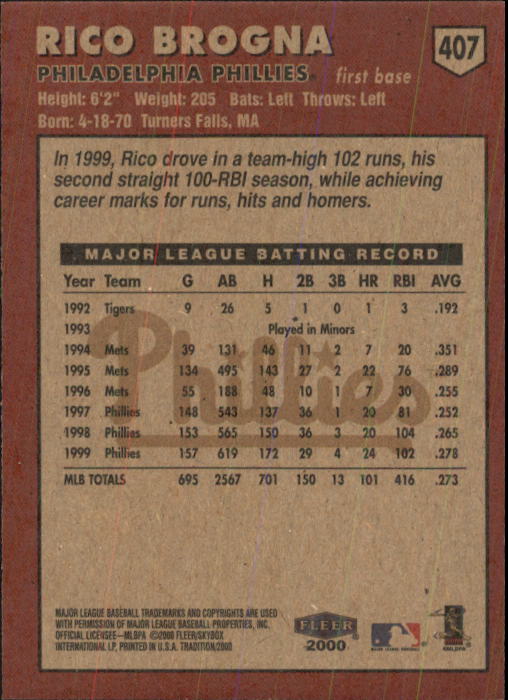 RICO BROGNA
407
PHILADELPHIA PHILLIES first base
Height: 6'2" Weight: 205 Bats: Left Throws: Left
Born: 4-18-70 Turners Falls, MA
In 1999, Rico drove in a team-high 102 runs, his
second straight 100-RBI season, while achieving
career marks for runs, hits and homers.
MAJOR LEAGUE BATTING RECORD
Year Team G AB H 2B 3B HR RBI AVG
1992 Tigers 9 26 5 1 0 1 3 .192
1993 Played in Minors
1994 Mets 39 131 46 11 2 7 20 .351
1995 Mets 134 495 143 27 2 22 76 .289
1996 Mets 55 188 48 10 1 7 30 .255
1997 Phillies 148 543 137 36 1 20 81 .252
1998 Phillies 153 565 150 36 3 20 104 .265
1999 Phillies 157 619 172 29 4 24 102 .278
MLB TOTALS 695 2567 701 150 13 101 416 .273
Phillies
MAJOR LEAGUE BASEBALL TRADEMARKS AND COPYRIGHTS ARE USED
WITH PERMISSION OF MAJOR LEAGUE BASEBALL PROPERTIES, INC.
OFFICIAL LICENSEE—MLBPA ©2000 FLEER/SKYBOX
INTERNATIONAL LP, PRINTED IN U.S.A. TRADITION/2000
FLEER
2000
MAJOR LEAGUE BASEBALL